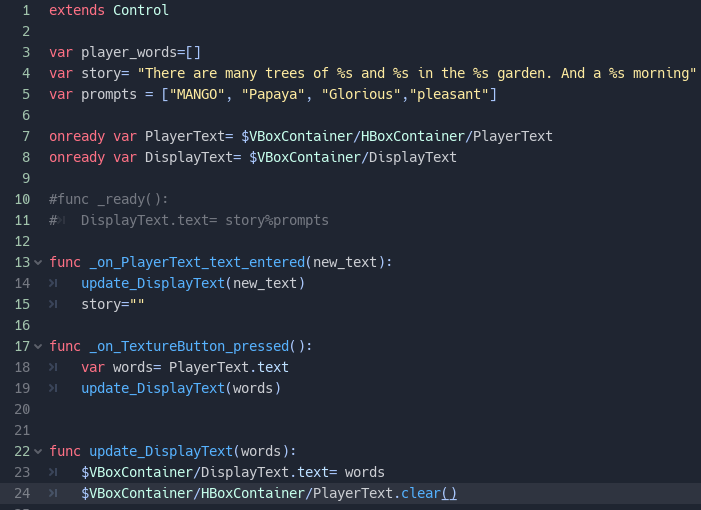 1 extends Control
2
3 var player_words=[]
4 var story= "There are many trees of %s and %s in the %s garden. And a %s morning"
5 var prompts = ["MANGO", "Papaya", "Glorious","pleasant"]
6
7 onready var PlayerText= $VBoxContainer/HBoxContainer/PlayerText
8 onready var DisplayText= $VBoxContainer/DisplayText
9
10 #func _ready():
11 #	DisplayText.text= story%prompts
12
13 func _on_PlayerText_text_entered(new_text):
14 	update_DisplayText(new_text)
15 	story=""
16
17 func _on_TextureButton_pressed():
18 	var words= PlayerText.text
19 	update_DisplayText(words)
20
21
22 func update_DisplayText(words):
23 	$VBoxContainer/DisplayText.text= words
24 	$VBoxContainer/HBoxContainer/PlayerText.clear()